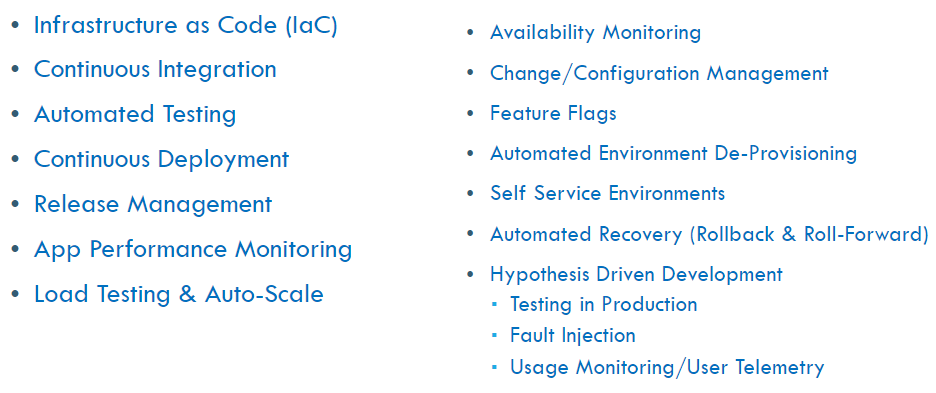 • Infrastructure as Code (IaC)
• Continuous Integration
• Automated Testing
• Continuous Deployment
• Release Management
• App Performance Monitoring
• Load Testing & Auto-Scale
• Availability Monitoring
• Change/Configuration Management
• Feature Flags
• Automated Environment De-Provisioning
• Self Service Environments
• Automated Recovery (Rollback & Roll-Forward)
• Hypothesis Driven Development
▪ Testing in Production
▪ Fault Injection
▪ Usage Monitoring/User Telemetry